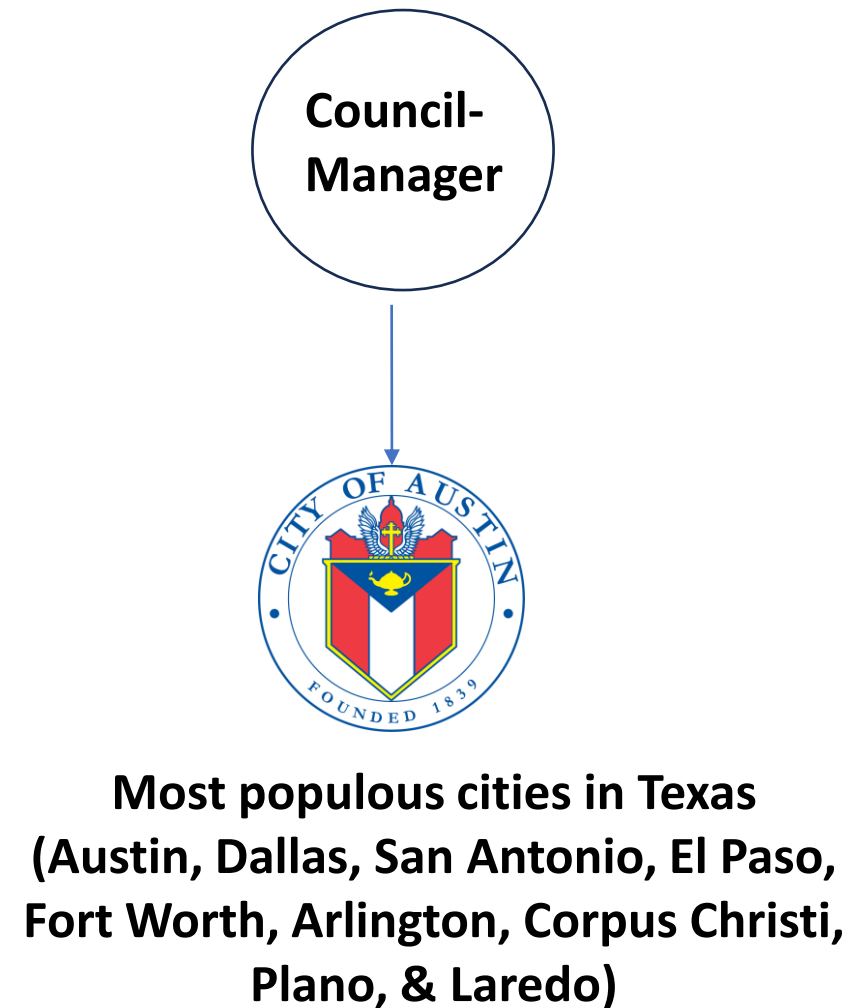 Council-
Manager
CITY OF AUSTIN
FOUNDED 1839
Most populous cities in Texas
(Austin, Dallas, San Antonio, El Paso,
Fort Worth, Arlington, Corpus Christi,
Plano, & Laredo)